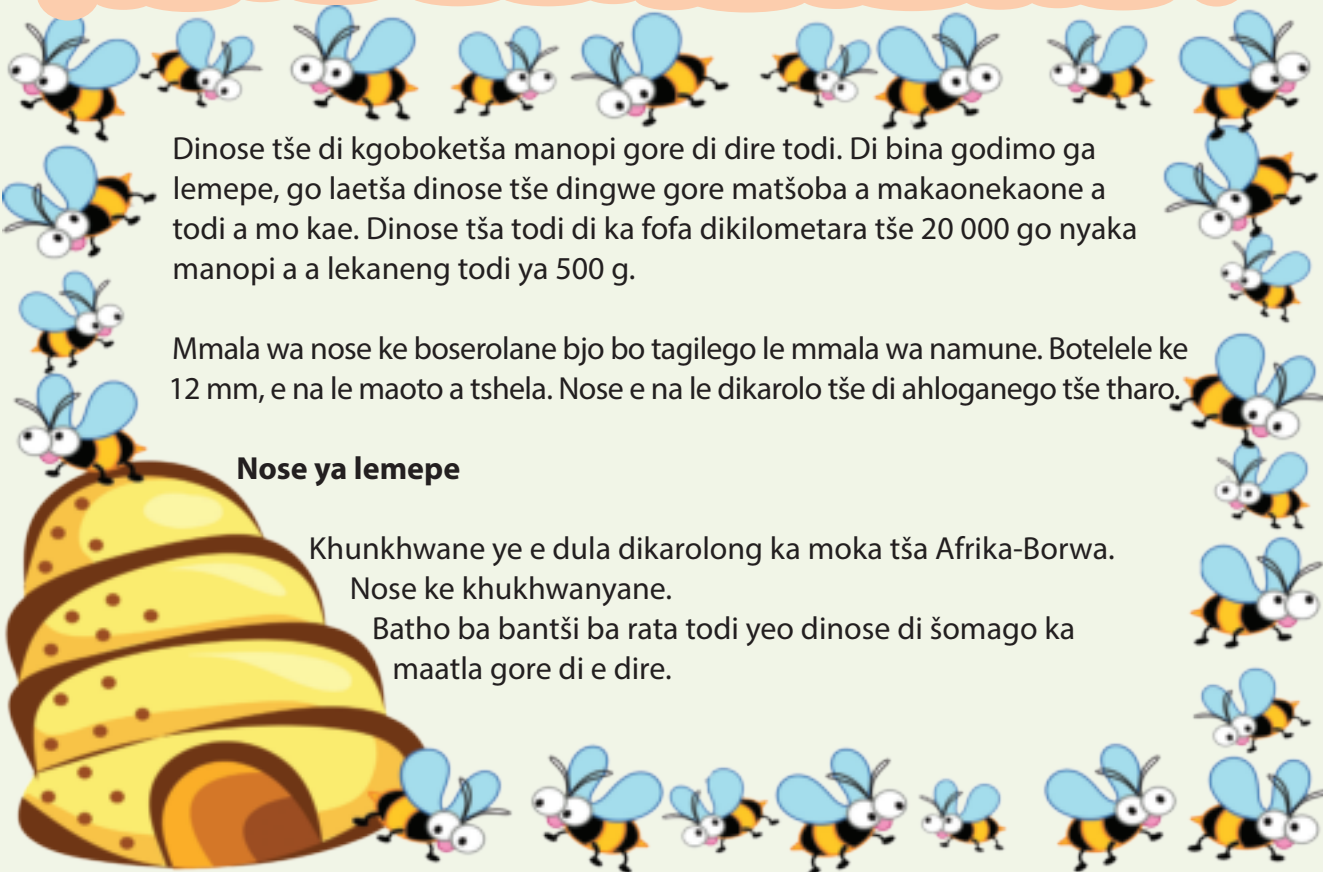 Dinose tše di kgoboketša manopi gore di dire todi. Di bina godimo ga
lemepe, go laetša dinose tše dingwe gore matšoba a makaonekaone a
todi a mo kae. Dinose tša todi di ka fofa dikilometara tše 20 000 go nyaka
manopi a a lekaneng todi ya 500 g.
Mmala wa nose ke boserolane bjo bo tagilego le mmala wa namune. Botelele ke
12 mm, e na le maoto a tshela. Nose e na le dikarolo tše di ahloganego tše tharo.
Nose ya lemepe
Khunkhwane ye e dula dikarolong ka moka tša Afrika-Borwa.
Nose ke khukhwanyane.
Batho ba bantši ba rata todi yeo dinose di šomago ka
maatla gore di e dire.